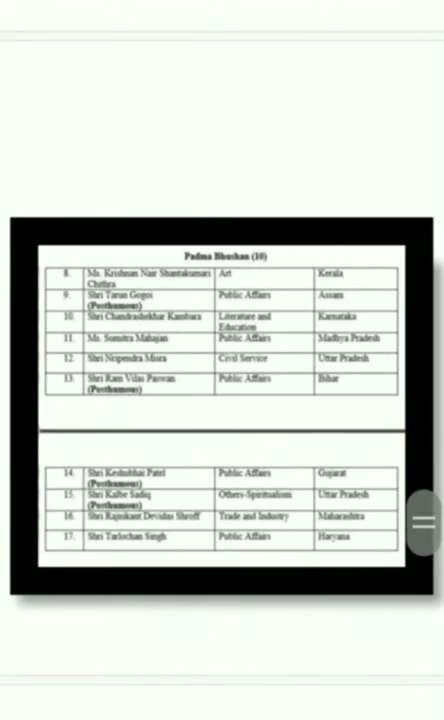 Padma Bhushan (10)
8. Ms. Krishnan Nair Shantakumari Art Kerala
Chithra
9. Shri Tarun Gogoi Public Affairs Assam
(Posthumous)
10. Shri Chandrashekhar Kambara Literature and Karnataka
Education
11. Ms. Sumitra Mahajan Public Affairs Madhya Pradesh
12. Shri Nripendra Misra Civil Service Uttar Pradesh
13. Shri Ram Vilas Paswan Public Affairs Bihar
(Posthumous)
14. Shri Keshubhai Patel Public Affairs Gujarat
(Posthumous)
15. Shri Kalbe Sadiq Others-Spiritualism Uttar Pradesh
(Posthumous)
16. Shri Rajnikant Devidas Shroff Trade and Industry Maharashtra
17. Shri Tarlochan Singh Public Affairs Haryana